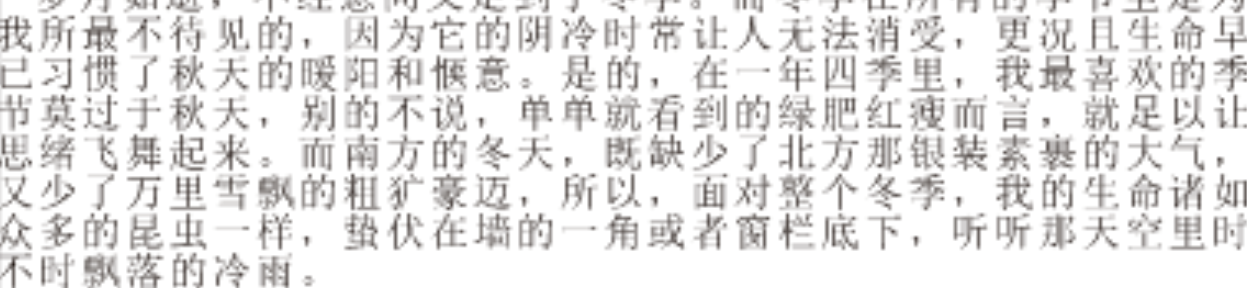 我所最不待见的，因为它的阴冷时常让人无法消受，更况且生命早
已习惯了秋天的暖阳和惬意。是的，在一年四季里，我最喜欢的季
节莫过于秋天，别的不说，单单就看到的绿肥红瘦而言，就足以让
思绪飞舞起来。而南方的冬天，既缺少了北方那银装素裹的大气，
又少了万里雪飘的粗犷豪迈，所以，面对整个冬季，我的生命诸如
众多的昆虫一样，蛰伏在墙的一角或者窗栏底下，听听那天空里时
不时飘落的冷雨。